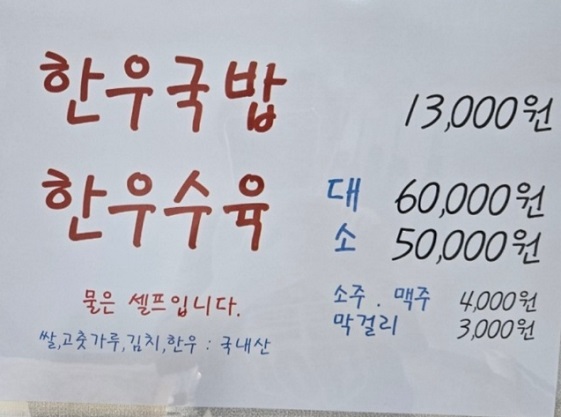 한우국밥 13,000원
한우수육 대 60,000원
소 50,000원
물은 셀프입니다.
쌀,고춧가루,김치,한우 : 국내산
소주 . 맥주 4,000원
막걸리 3,000원